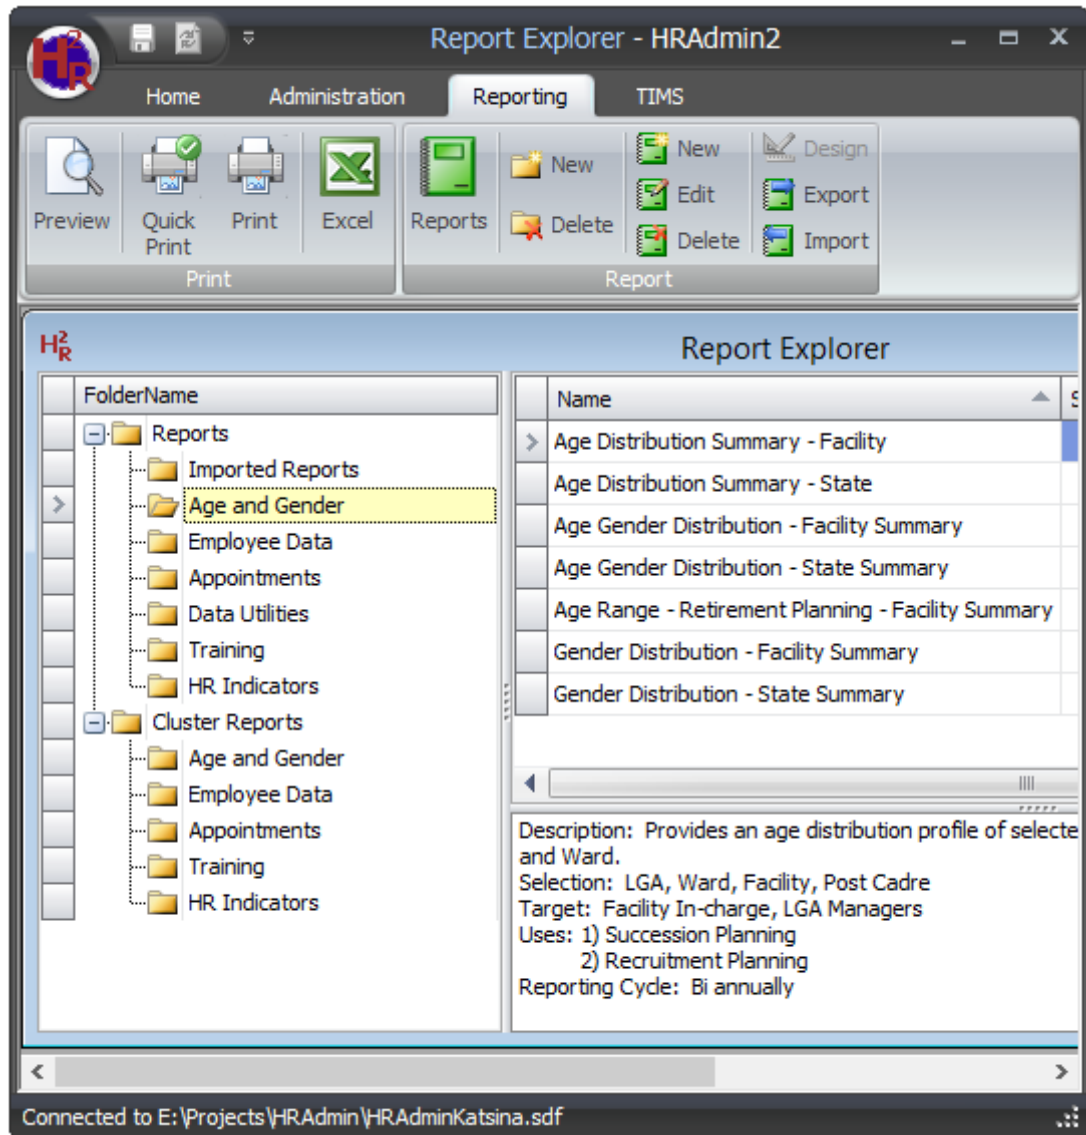 Report Explorer - HRAdmin2
Home Administration Reporting TIMS
Preview
Quick Print
Print
Excel
Print
Reports
New
Delete
New
Edit
Delete
Design
Export
Import
Report
H2R
Report Explorer
FolderName
Reports
Imported Reports
Age and Gender
Employee Data
Appointments
Data Utilities
Training
HR Indicators
Cluster Reports
Age and Gender
Employee Data
Appointments
Training
HR Indicators
Name
Age Distribution Summary - Facility
Age Distribution Summary - State
Age Gender Distribution - Facility Summary
Age Gender Distribution - State Summary
Age Range - Retirement Planning - Facility Summary
Gender Distribution - Facility Summary
Gender Distribution - State Summary
Description: Provides an age distribution profile of selecte
and Ward.
Selection: LGA, Ward, Facility, Post Cadre
Target: Facility In-charge, LGA Managers
Uses: 1) Succession Planning
2) Recruitment Planning
Reporting Cycle: Bi annually
Connected to E:\Projects\HRAdmin\HRAdminKatsina.sdf